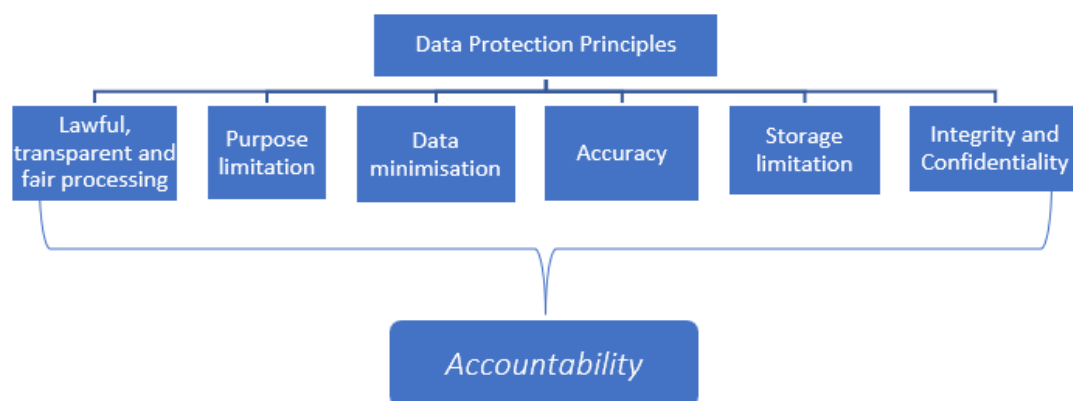 Data Protection Principles
Lawful,
transparent and
fair processing
Purpose
limitation
Data
minimisation
Accuracy
Storage
limitation
Integrity and
Confidentiality
Accountability